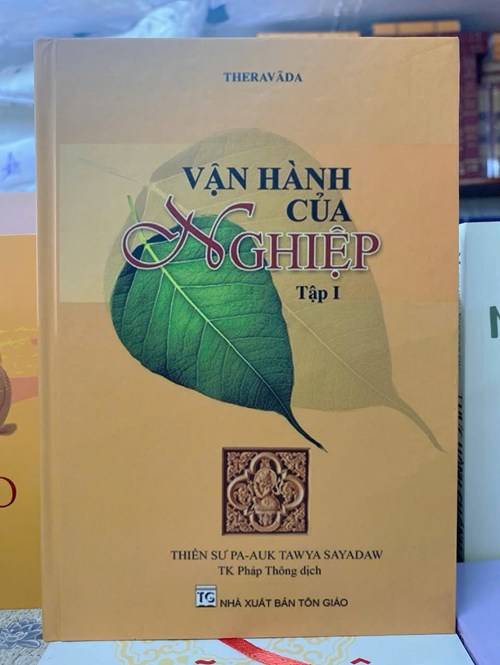 THERAVĀDA
VẬN HÀNH
CỦA
NGHIỆP
Tập I
THIỀN SƯ PA-AUK TAWYA SAYADAW
TK Pháp Thông dịch
TG NHÀ XUẤT BẢN TÔN GIÁO